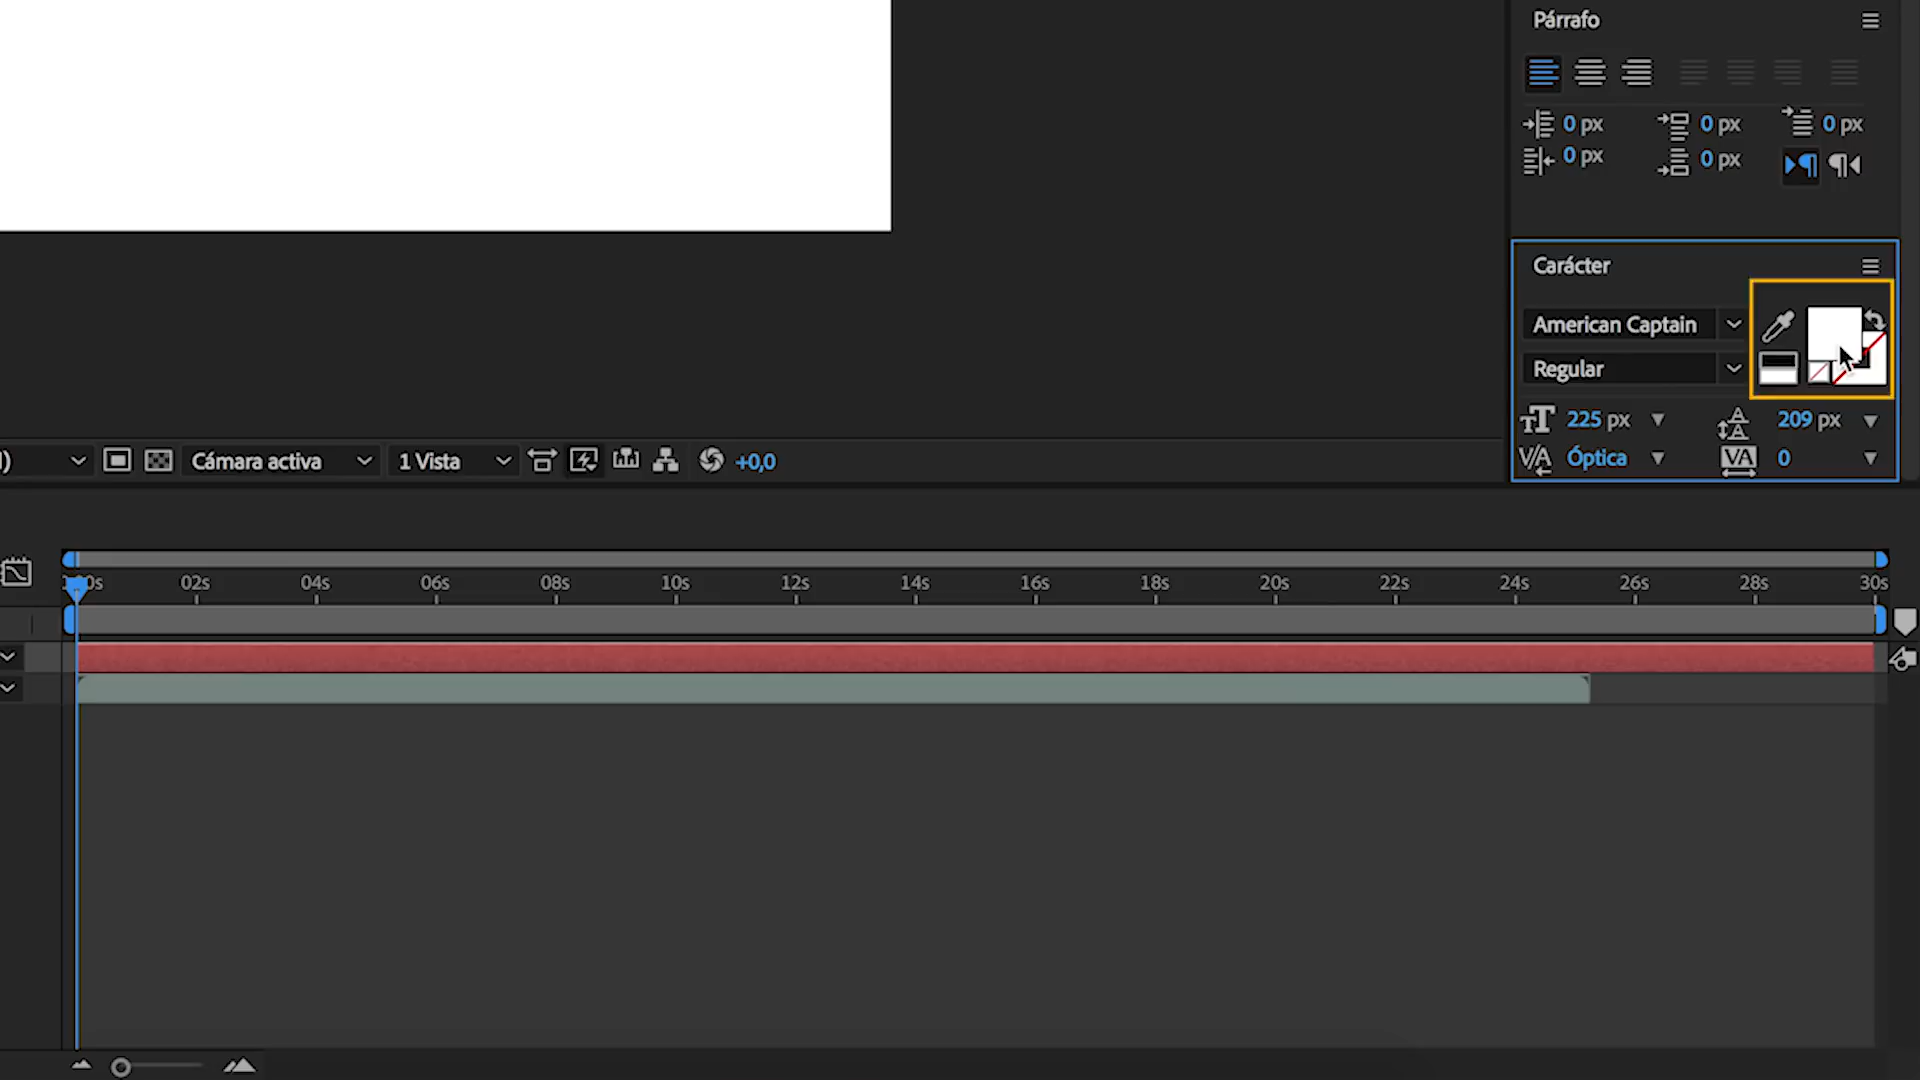 Párrafo
0 px 0 px 0 px
0 px 0 px
Carácter
American Captain
Regular
225 px 209 px
Óptica 0
Cámara activa 1 Vista +0,0
02s 04s 06s 08s 10s 12s 14s 16s 18s 20s 22s 24s 26s 28s 30s